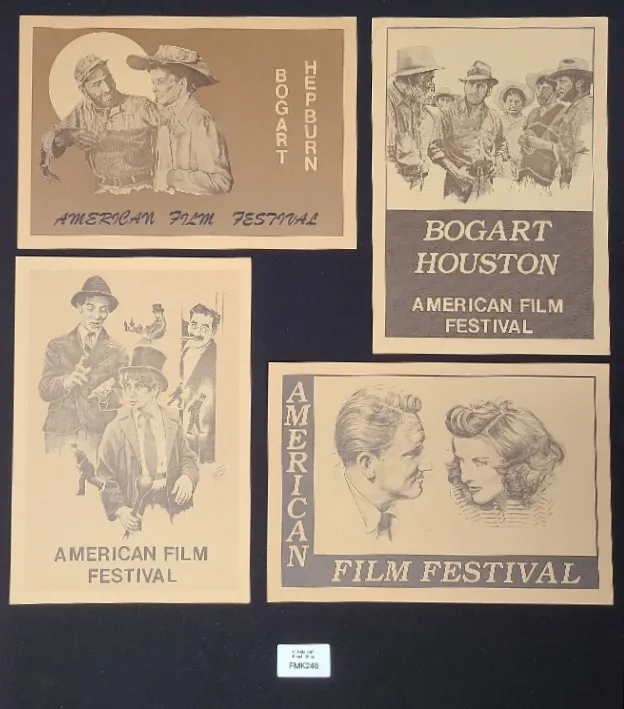 BOGART
HEPBURN
AMERICAN FILM FESTIVAL
BOGART
HOUSTON
AMERICAN FILM
FESTIVAL
AMERICAN FILM
FESTIVAL
AMERICAN
FILM FESTIVAL
FMK248